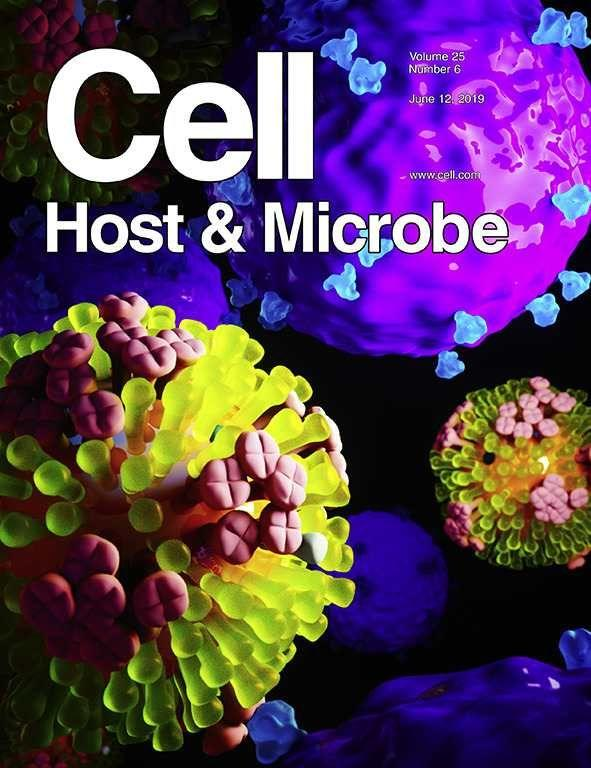 Cell
Host & Microbe
Volume 25
Number 6
June 12, 2019
www.cell.com